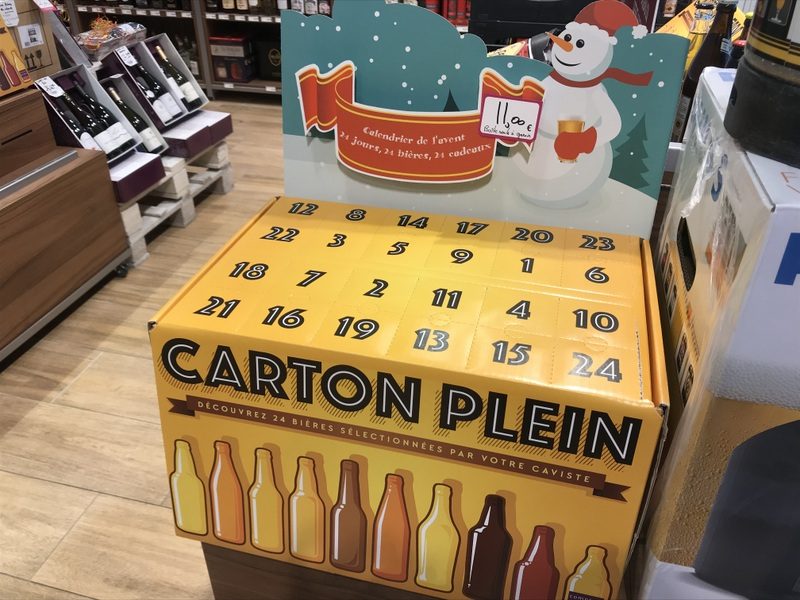 Calendrier de l'avent
24 jours, 24 bières, 24 cadeaux
11,00 €
12 8 14 17 20 23
22 3 5 9 1 6
18 7 2 11 4 10
21 16 19 13 15 24
CARTON PLEIN
DÉCOUVREZ 24 BIÈRES SÉLECTIONNÉES PAR VOTRE CAVISTE